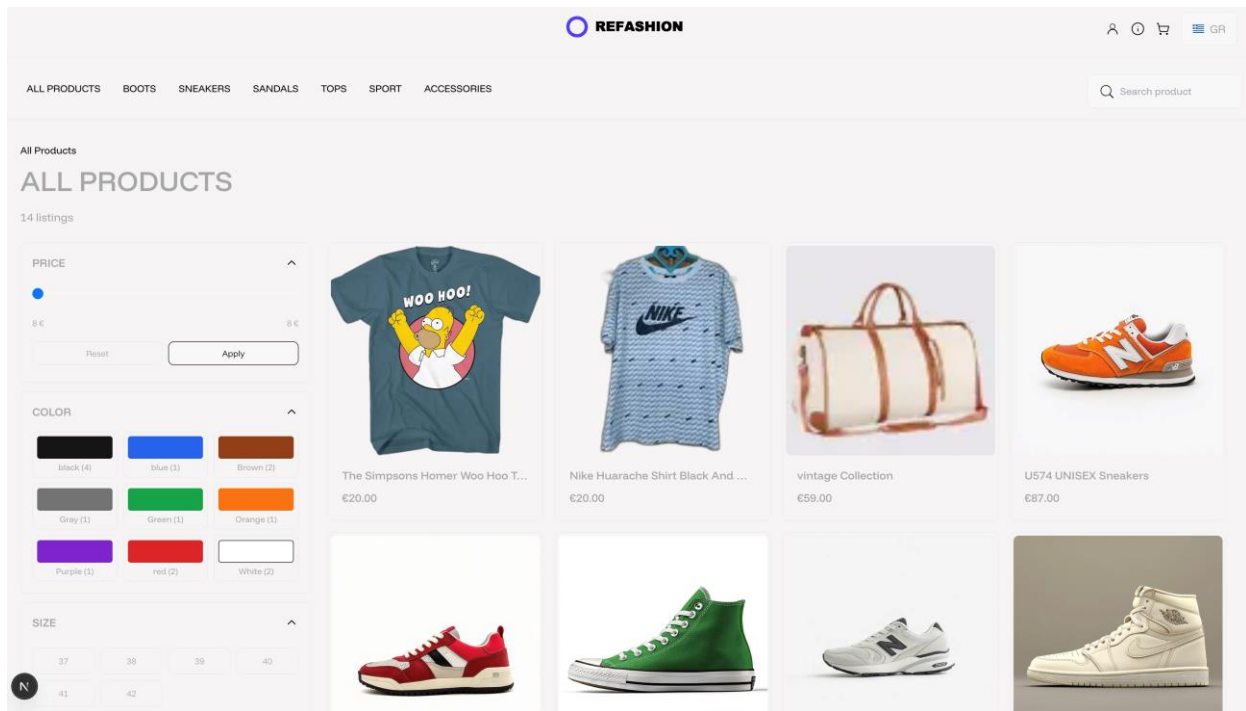 REFASHION
GR
ALL PRODUCTS BOOTS SNEAKERS SANDALS TOPS SPORT ACCESSORIES
Search product
All Products
ALL PRODUCTS
14 listings
PRICE
8 € 8 €
Reset Apply
COLOR
black (4) blue (1) Brown (2)
Gray (1) Green (1) Orange (1)
Purple (1) red (2) White (2)
SIZE
37 38 39 40
41 42
N
WOO HOO!
The Simpsons Homer Woo Hoo T...
€20.00
NIKE
Nike Huarache Shirt Black And ...
€20.00
vintage Collection
€59.00
N
U574 UNISEX Sneakers
€87.00
N